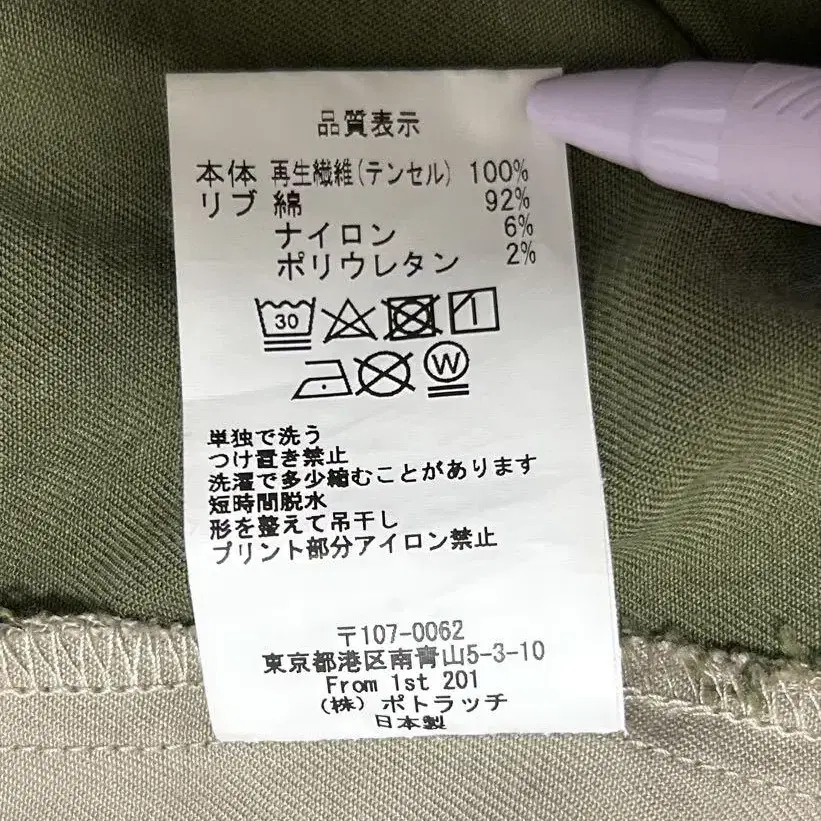 品質表示
本体 再生繊維(テンセル) 100%
リブ 綿 92%
ナイロン 6%
ポリウレタン 2%
30
W
単独で洗う
つけ置き禁止
洗濯で多少縮むことがあります
短時間脱水
形を整えて吊干し
プリント部分アイロン禁止
〒107-0062
東京都港区南青山5-3-10
From 1st 201
(株) ポトラッチ
日本製